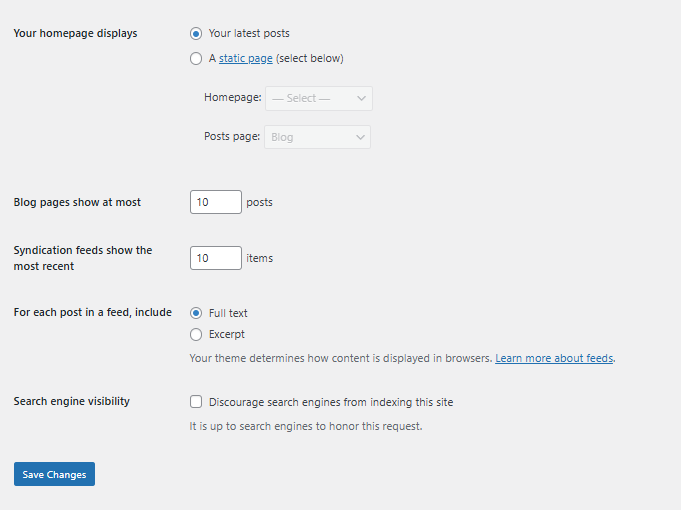 Your homepage displays
Your latest posts
A static page (select below)
Homepage: — Select —
Posts page: Blog
Blog pages show at most 10 posts
Syndication feeds show the
most recent
10 items
For each post in a feed, include
Full text
Excerpt
Your theme determines how content is displayed in browsers. Learn more about feeds.
Search engine visibility
Discourage search engines from indexing this site
It is up to search engines to honor this request.
Save Changes